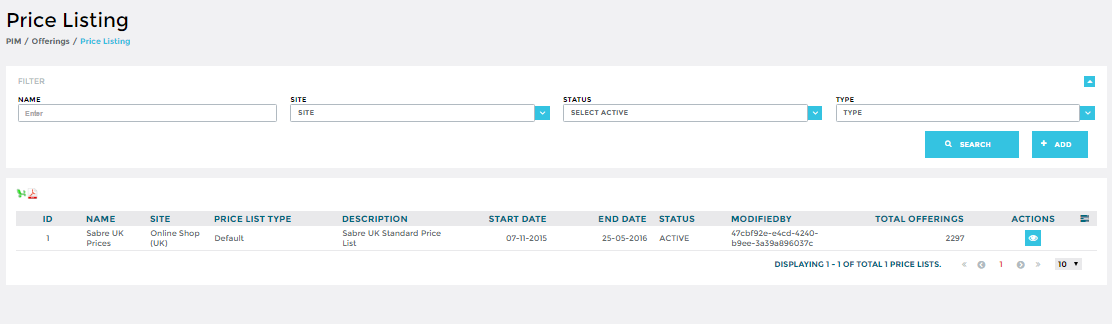 Price Listing
PIM / Offerings / Price Listing
FILTER
NAME SITE STATUS TYPE
Enter SITE SELECT ACTIVE TYPE
SEARCH + ADD
ID NAME SITE PRICE LIST TYPE DESCRIPTION START DATE END DATE STATUS MODIFIEDBY TOTAL OFFERINGS ACTIONS
1 Sabre UK Prices Online Shop (UK) Default Sabre UK Standard Price List 07-11-2015 25-05-2016 ACTIVE 47cbf92e-e4cd-4240-b9ee-3a39a896037c 2297
DISPLAYING 1 - 1 OF TOTAL 1 PRICE LISTS. « 1 » 10